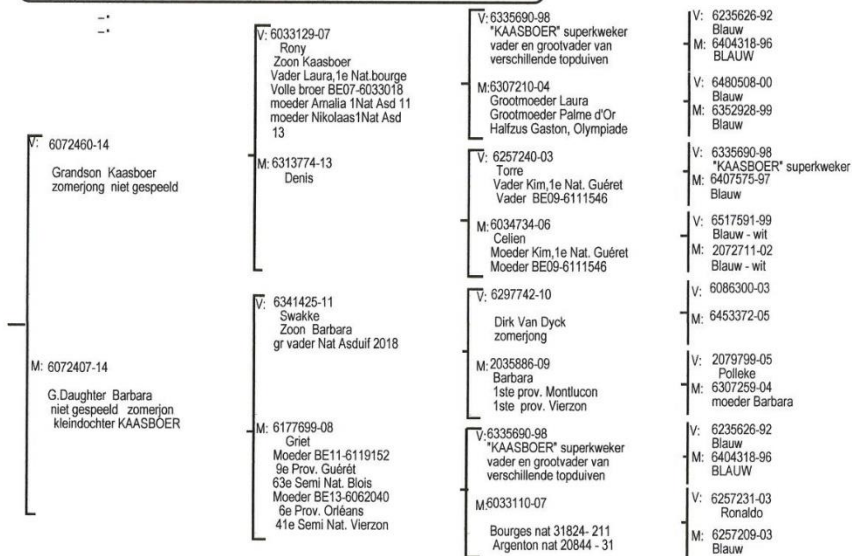 –:
–:
V: 6072460-14
Grandson Kaasboer
zomerjong niet gespeeld
M: 6072407-14
G.Daughter Barbara
niet gespeeld zomerjon
kleindochter KAASBOER
V: 6033129-07
Rony
Zoon Kaasboer
Vader Laura,1e Nat.bourge
Volle broer BE07-6033018
moeder Amalia 1Nat Asd 11
moeder Nikolaas1Nat Asd
13
M: 6313774-13
Denis
V: 6341425-11
Swakke
Zoon Barbara
gr vader Nat Asduif 2018
M: 6177699-08
Griet
Moeder BE11-6119152
9e Prov. Guérét
63e Semi Nat. Blois
Moeder BE13-6062040
6e Prov. Orléans
41e Semi Nat. Vierzon
V: 6335690-98
"KAASBOER" superkweker
vader en grootvader van
verschillende topduiven
M:6307210-04
Grootmoeder Laura
Grootmoeder Palme d'Or
Halfzus Gaston, Olympiade
V: 6257240-03
Torre
Vader Kim,1e Nat. Guéret
Vader BE09-6111546
M:6034734-06
Celien
Moeder Kim,1e Nat. Guéret
Moeder BE09-6111546
V: 6297742-10
Dirk Van Dyck
zomerjong
M:2035886-09
Barbara
1ste prov. Montlucon
1ste prov. Vierzon
V:6335690-98
"KAASBOER" superkweker
vader en grootvader van
verschillende topduiven
M:6033110-07
Bourges nat 31824- 211
Argenton nat 20844 - 31
V: 6235626-92
Blauw
M: 6404318-96
BLAUW
V: 6480508-00
Blauw
M: 6352928-99
Blauw
V: 6335690-98
"KAASBOER" superkweker
M: 6407575-97
Blauw
V: 6517591-99
Blauw - wit
M: 2072711-02
Blauw - wit
V: 6086300-03
M: 6453372-05
V: 2079799-05
Polleke
M: 6307259-04
moeder Barbara
V: 6235626-92
Blauw
M: 6404318-96
BLAUW
V: 6257231-03
Ronaldo
M: 6257209-03
Blauw